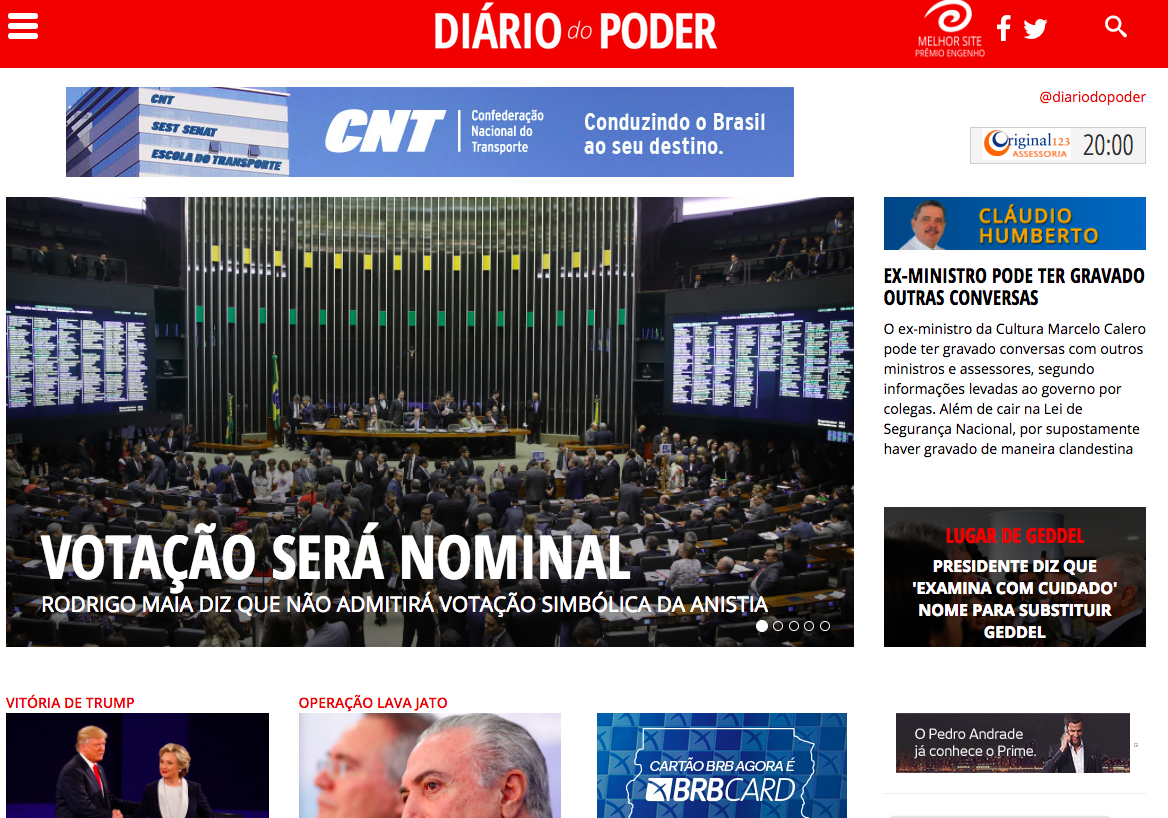 DIÁRIO do PODER
MELHOR SITE
PRÊMIO ENGENHO
CNT
SEST SENAT
ESCOLA DO TRANSPORTE
CNT
Confederação
Nacional do
Transporte
Conduzindo o Brasil
ao seu destino.
@diariodopoder
Original123
ASSESSORIA
20:00
CLÁUDIO
HUMBERTO
EX-MINISTRO PODE TER GRAVADO
OUTRAS CONVERSAS
O ex-ministro da Cultura Marcelo Calero
pode ter gravado conversas com outros
ministros e assessores, segundo
informações levadas ao governo por
colegas. Além de cair na Lei de
Segurança Nacional, por supostamente
haver gravado de maneira clandestina
VOTAÇÃO SERÁ NOMINAL
RODRIGO MAIA DIZ QUE NÃO ADMITIRÁ VOTAÇÃO SIMBÓLICA DA ANISTIA
LUGAR DE GEDDEL
PRESIDENTE DIZ QUE
'EXAMINA COM CUIDADO'
NOME PARA SUBSTITUIR
GEDDEL
VITÓRIA DE TRUMP
OPERAÇÃO LAVA JATO
CARTÃO BRB AGORA É
BRBCARD
O Pedro Andrade
já conhece o Prime.